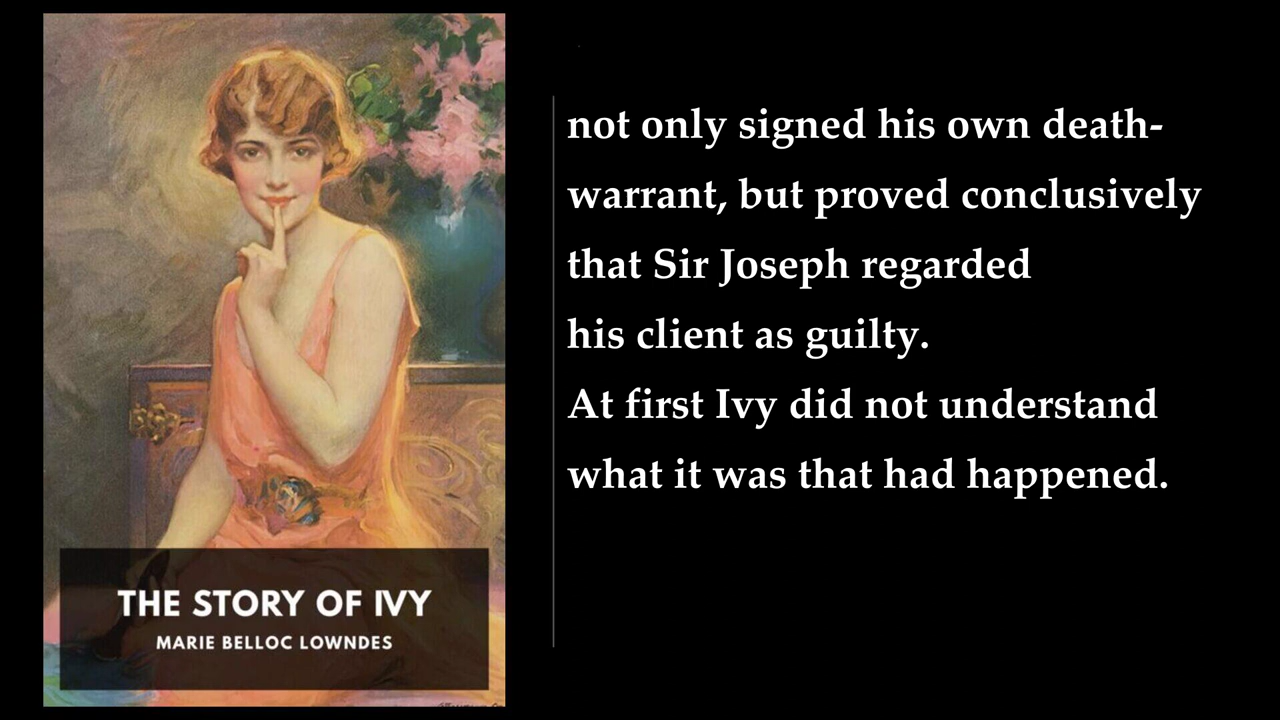 not only signed his own death-
warrant, but proved conclusively
that Sir Joseph regarded
his client as guilty.
At first Ivy did not understand
what it was that had happened.
THE STORY OF IVY
MARIE BELLOC LOWNDES